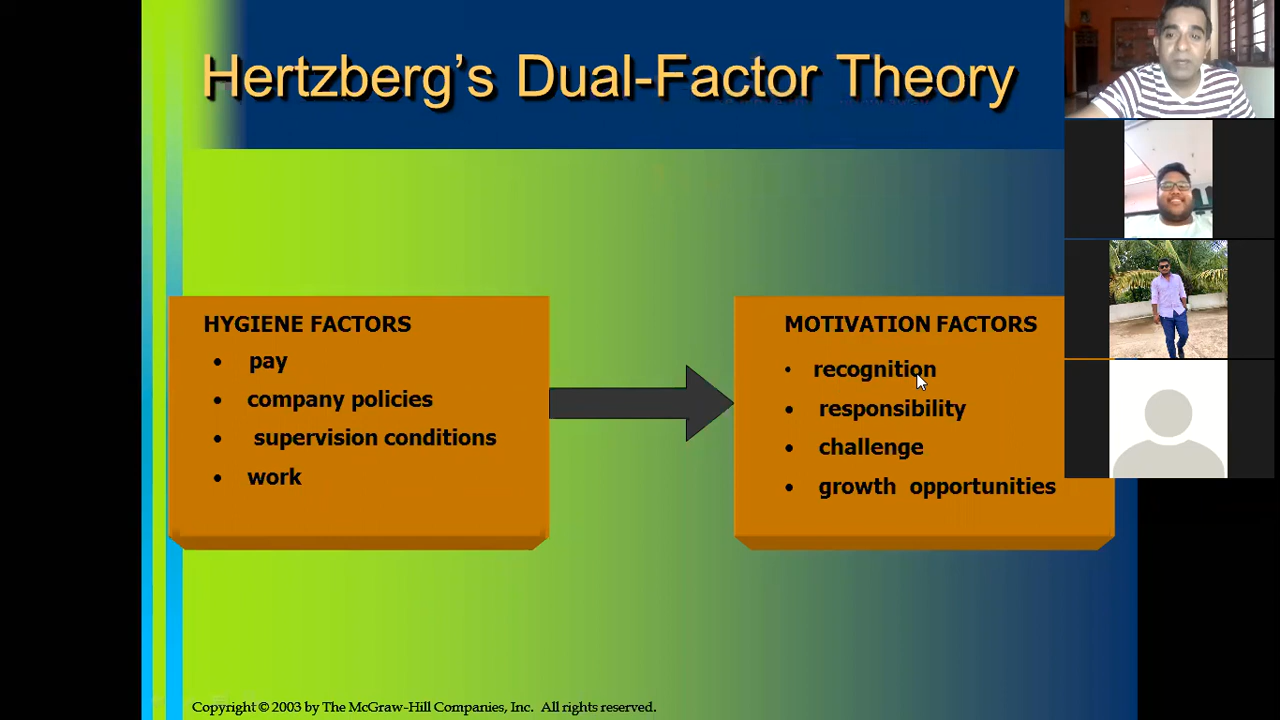 Hertzberg's Dual-Factor Theory
HYGIENE FACTORS
• pay
• company policies
• supervision conditions
• work
MOTIVATION FACTORS
• recognition
• responsibility
• challenge
• growth opportunities
Copyright © 2003 by The McGraw-Hill Companies, Inc. All rights reserved.